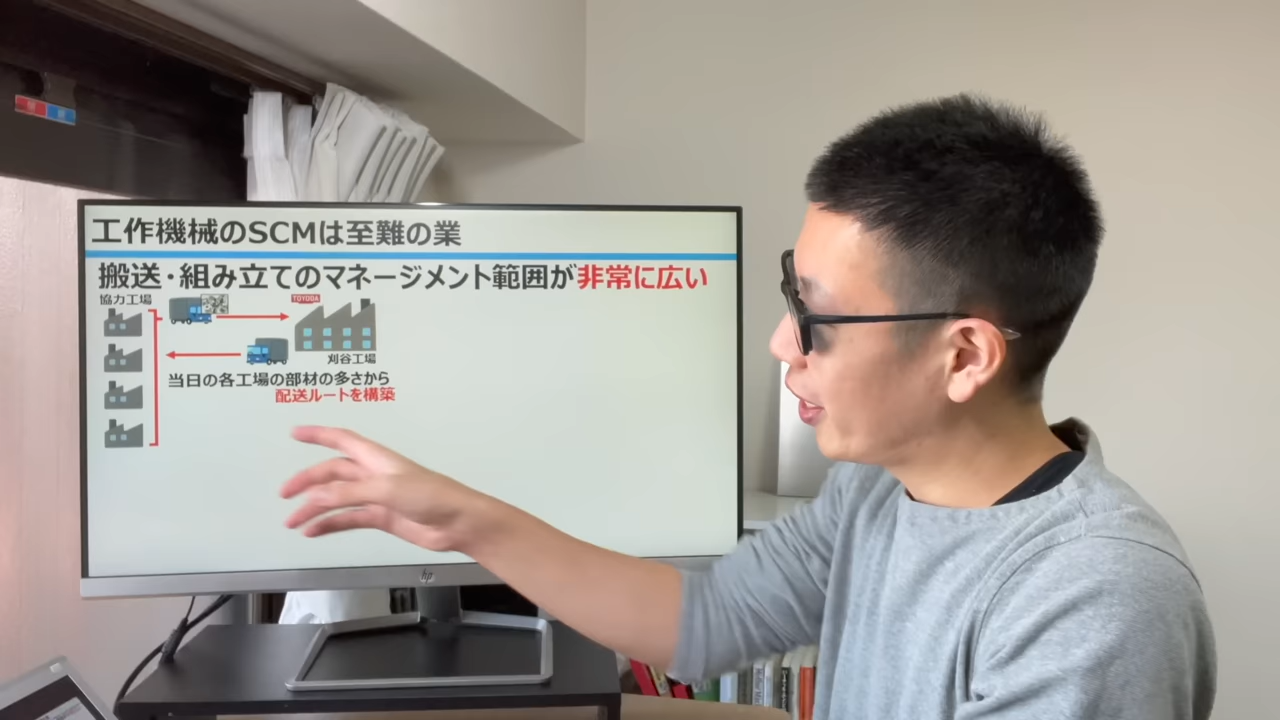 工作機械のSCMは至難の業
搬送・組み立てのマネージメント範囲が非常に広い
協力工場
TOYODA
刈谷工場
当日の各工場の部材の多さから
配送ルートを構築
hp